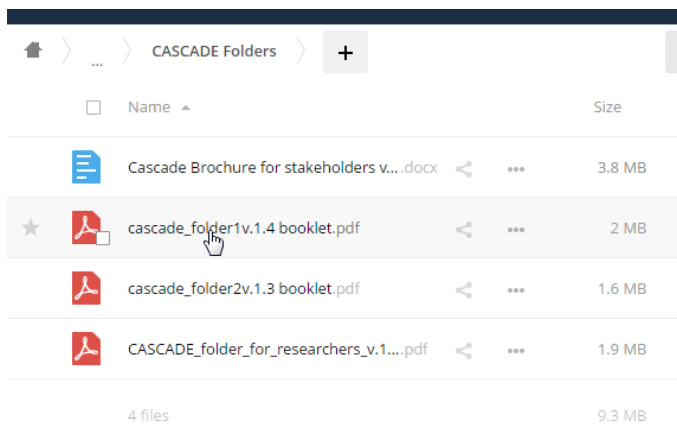 ... CASCADE Folders +
Name Size
Cascade Brochure for stakeholders v... .docx ... 3.8 MB
cascade_folder1v.1.4 booklet.pdf ... 2 MB
cascade_folder2v.1.3 booklet.pdf ... 1.6 MB
CASCADE_folder_for_researchers_v.1... .pdf ... 1.9 MB
4 files 9.3 MB